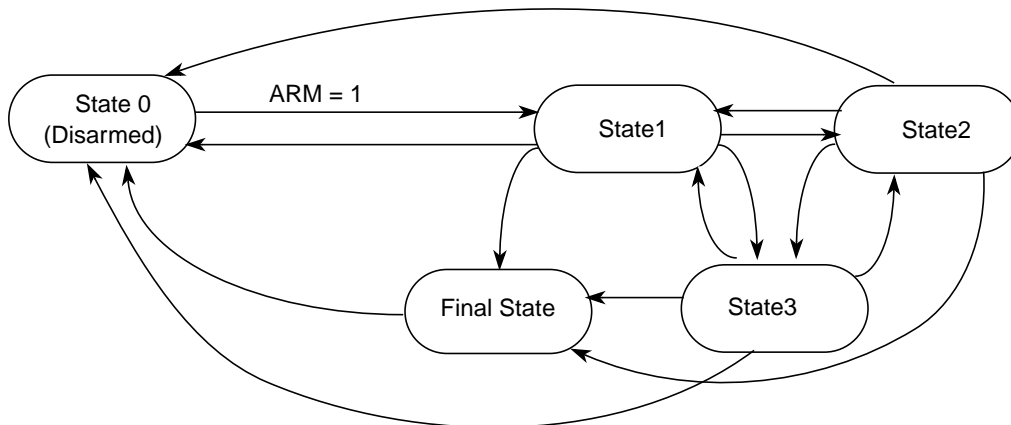 State 0
(Disarmed)
ARM = 1
State1
State2
Final State
State3